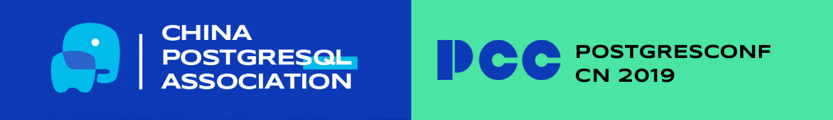 CHINA
POSTGRESQL
ASSOCIATION
PCC
POSTGRESCONF
CN 2019